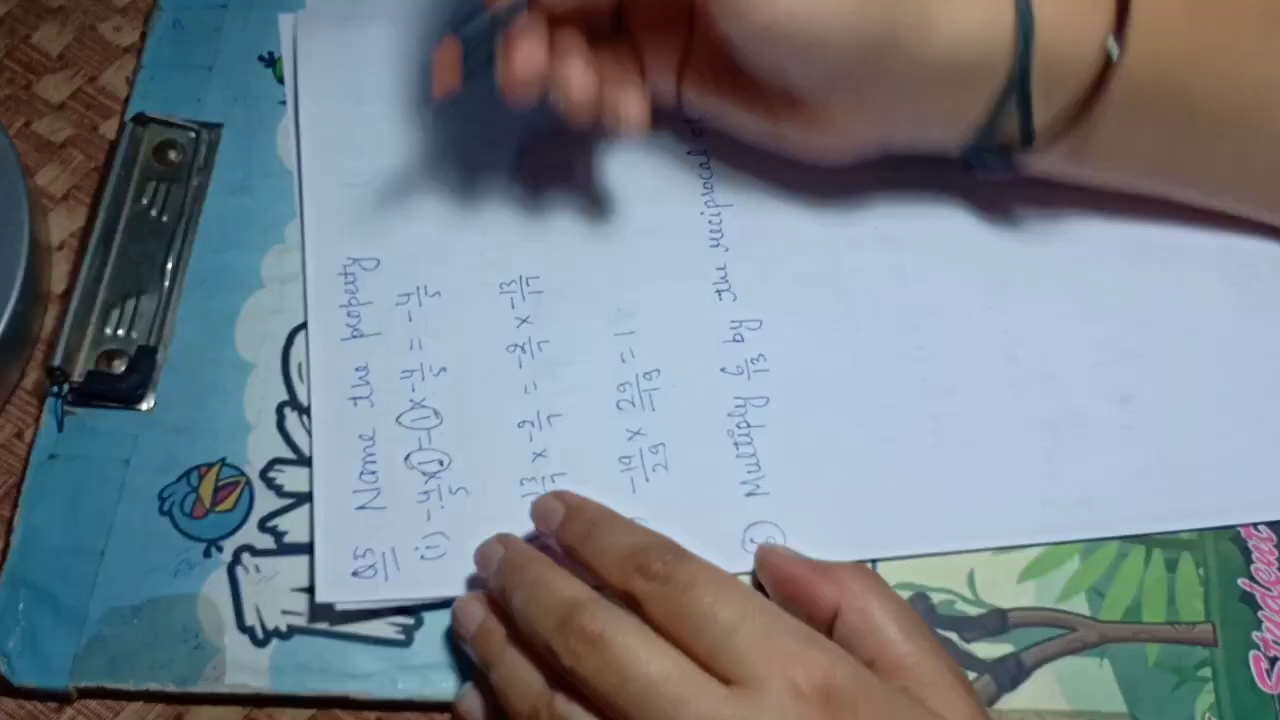 Q5 Name the property
(i) -4/5 × 1 = 1 × -4/5 = -4/5
13/7 × -2/7 = -2/7 × -13/17
-19/29 × 29/-19 = 1
Multiply 6/13 by the reciprocal
Student